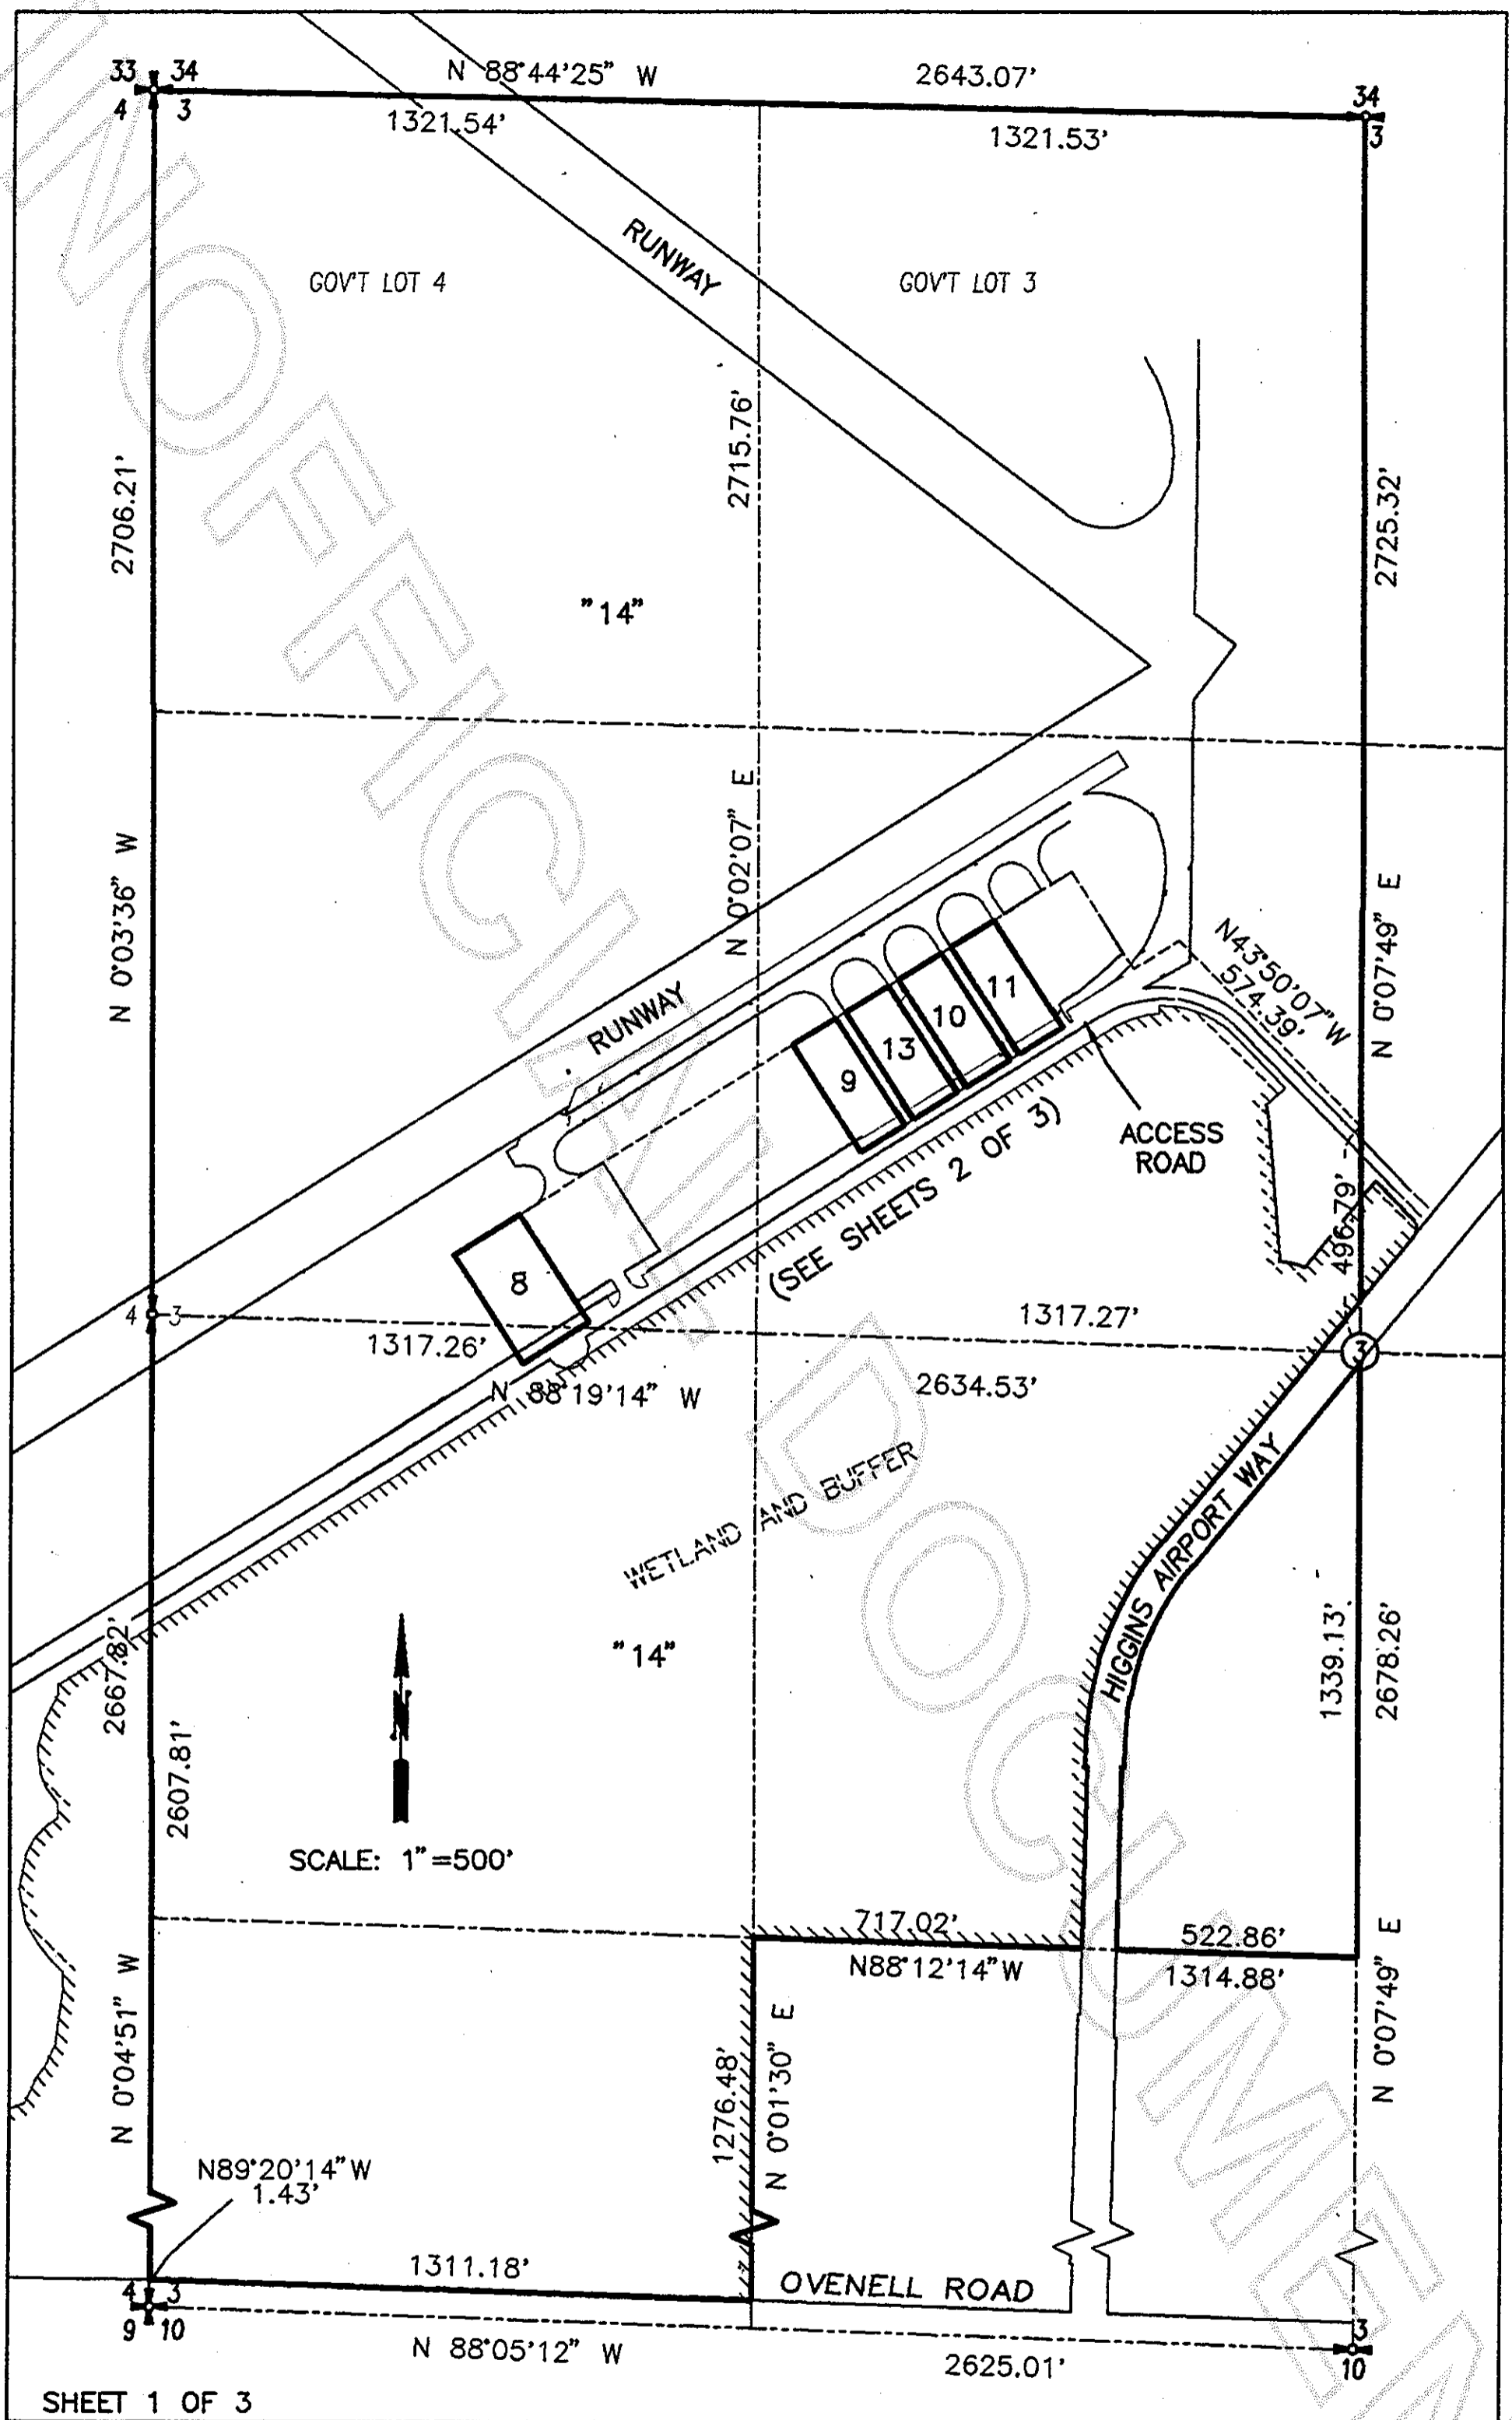 33 34
4 3
N 88°44'25" W 2643.07'
34
3
1321.54' 1321.53'
RUNWAY
GOV'T LOT 4
GOV'T LOT 3
2706.21'
2715.76'
2725.32'
"14"
N 0°03'36" W
N 0°02'07" E
N 0°07'49" E
N43°50'07"W
574.39'
RUNWAY
11
10
13
9
8
ACCESS
ROAD
(SEE SHEETS 2 OF 3)
496.79'
4 3
1317.26'
1317.27'
3
N 88°19'14" W 2634.53'
WETLAND AND BUFFER
HIGGINS AIRPORT WAY
"14"
2667.82'
2607.81'
1339.13'
2678.26'
N
SCALE: 1"=500'
717.02'
N88°12'14"W
522.86'
1314.88'
N 0°04'51" W
1276.48'
N 0°01'30" E
N 0°07'49" E
N89°20'14"W
1.43'
1311.18'
OVENELL ROAD
4 3
9 10
N 88°05'12" W 2625.01'
3
10
SHEET 1 OF 3
UNOFFICIAL DOCUMENT